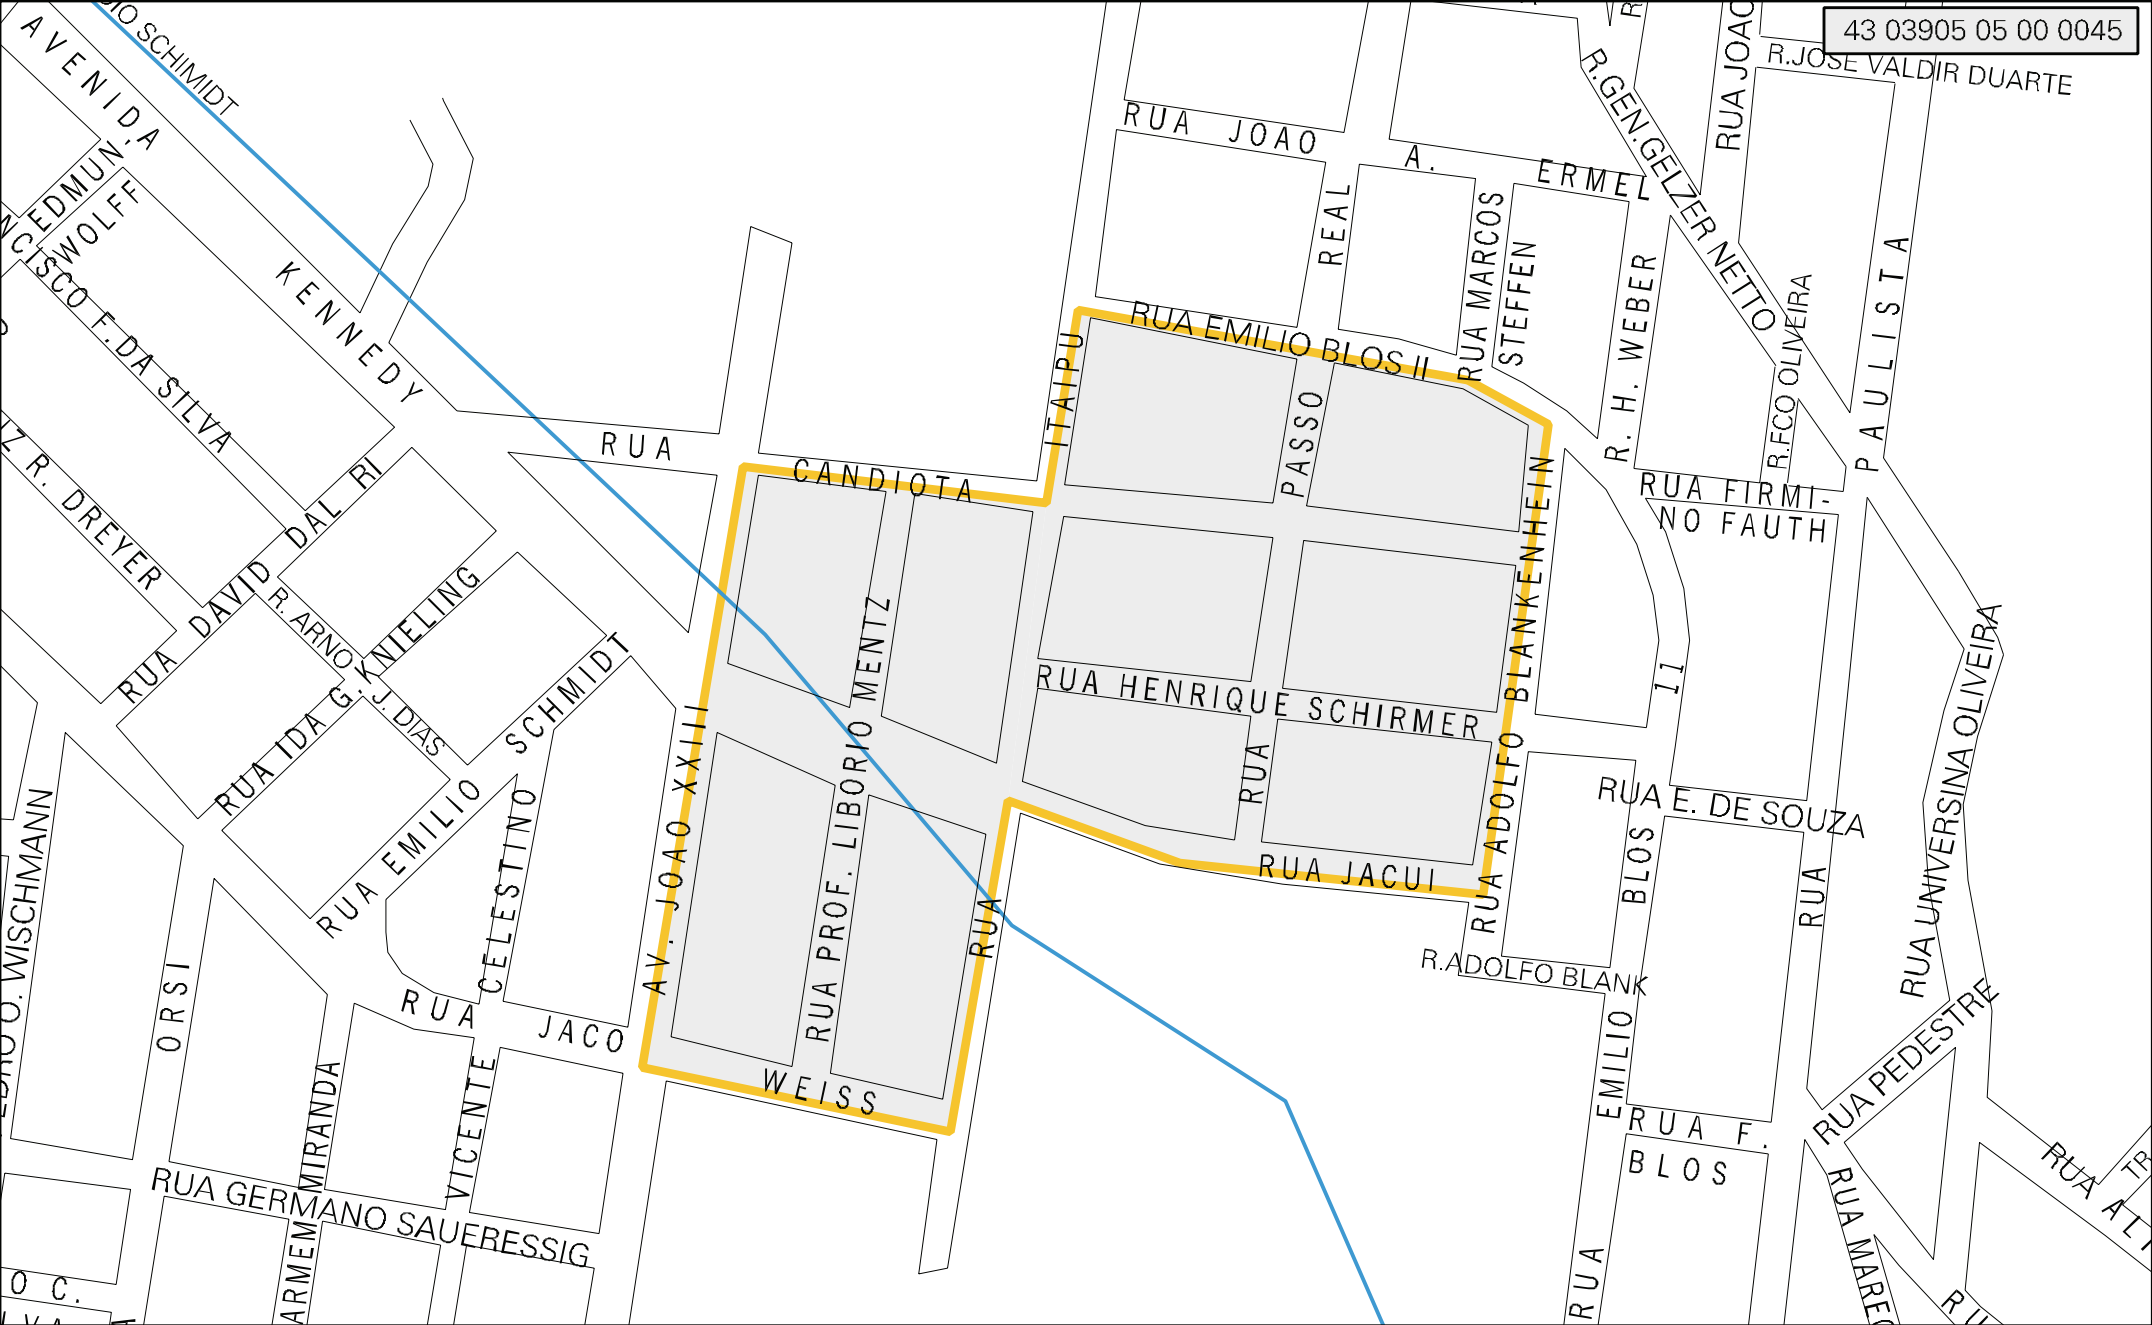 43 03905 05 00 0045
R.JOSE VALDIR DUARTE
RUA JOAO
R.GEN.GELZER NETTO
AVENIDA
KENNEDY
SCHIMIDT
EDMUN.
WOLFF
F.DA SILVA
R. DREYER
RUA DAVID DAL RI
R. ARNO
J. DIAS
RUA IDA G. KNIELING
RUA EMILIO SCHMIDT
RUA JOAO A. ERMEL
REAL
PASSO
RUA
RUA MARCOS
STEFFEN
R. H. WEBER
R.FCO OLIVEIRA
PAULISTA
RUA
RUA EMILIO BLOS II
ITAIPU
RUA
RUA CANDIOTA
RUA FIRMI-
NO FAUTH
RUA ADOLFO BLANKENHEIN
11
RUA HENRIQUE SCHIRMER
RUA JACUI
RUA PROF. LIBORIO MENTZ
AV. JOAO XXIII
RUA JACO WEISS
RUA E. DE SOUZA
RUA EMILIO BLOS
R.ADOLFO BLANK
RUA UNIVERSINA OLIVEIRA
RUA PEDESTRE
RUA F.
BLOS
O. WISCHMANN
ORSI
MIRANDA
VICENTE CELESTINO
RUA GERMANO SAUERESSIG
RUA
O C.